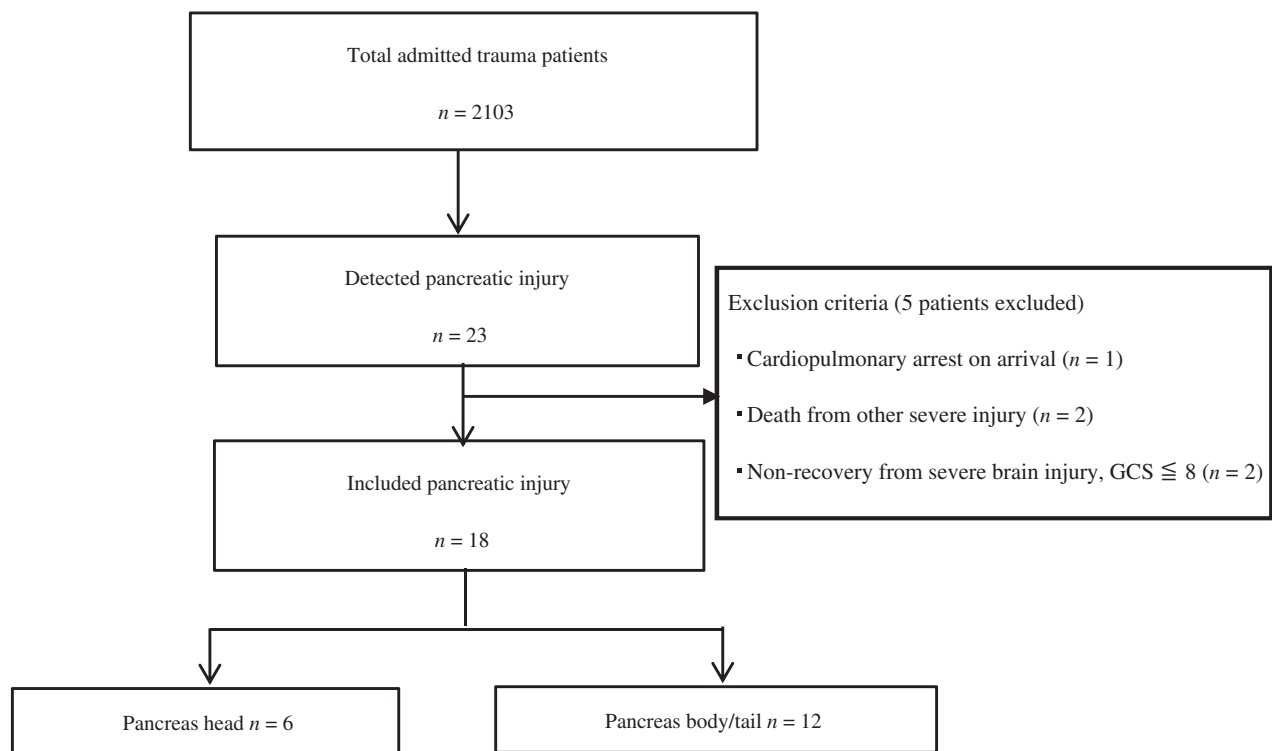 Total admitted trauma patients
n = 2103
Detected pancreatic injury
n = 23
Exclusion criteria (5 patients excluded)
▪ Cardiopulmonary arrest on arrival (n = 1)
▪ Death from other severe injury (n = 2)
▪ Non-recovery from severe brain injury, GCS ≦ 8 (n = 2)
Included pancreatic injury
n = 18
Pancreas head n = 6
Pancreas body/tail n = 12